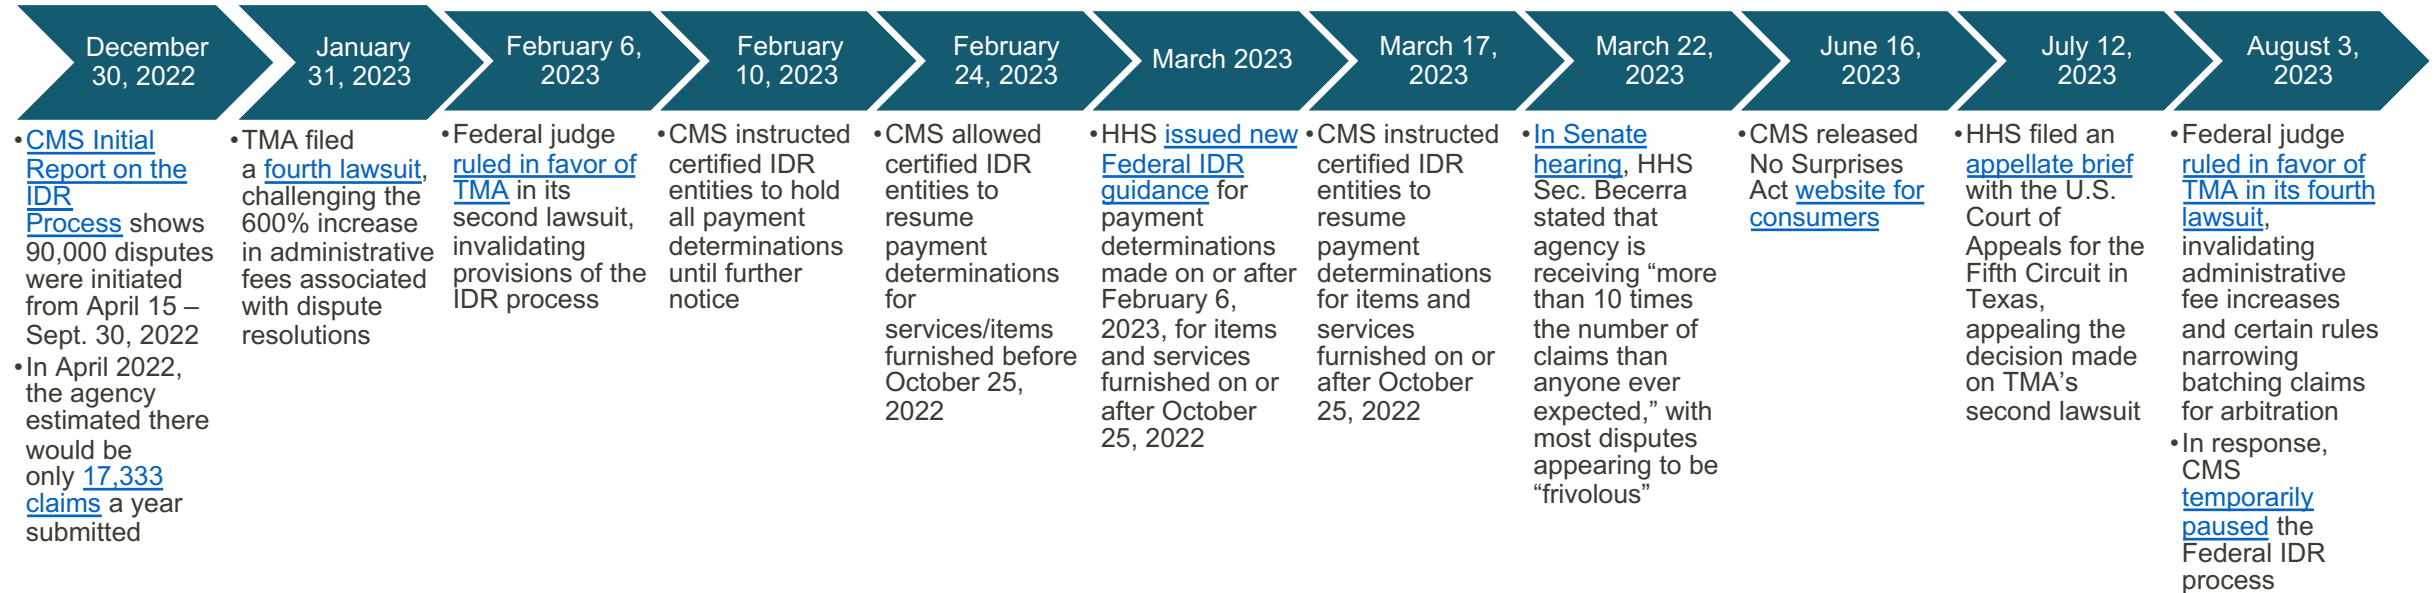 December
30, 2022
January
31, 2023
February 6,
2023
February
10, 2023
February
24, 2023
March 2023
March 17,
2023
March 22,
2023
June 16,
2023
July 12,
2023
August 3,
2023
•CMS Initial
Report on the
IDR
Process shows
90,000 disputes
were initiated
from April 15 –
Sept. 30, 2022
•In April 2022,
the agency
estimated there
would be
only 17,333
claims a year
submitted
•TMA filed
a fourth lawsuit,
challenging the
600% increase
in administrative
fees associated
with dispute
resolutions
•Federal judge
ruled in favor of
TMA in its
second lawsuit,
invalidating
provisions of the
IDR process
•CMS instructed
certified IDR
entities to hold
all payment
determinations
until further
notice
•CMS allowed
certified IDR
entities to
resume
payment
determinations
for
services/items
furnished before
October 25,
2022
•HHS issued new
Federal IDR
guidance for
payment
determinations
made on or after
February 6,
2023, for items
and services
furnished on or
after October
25, 2022
•CMS instructed
certified IDR
entities to
resume
payment
determinations
for items and
services
furnished on or
after October
25, 2022
•In Senate
hearing, HHS
Sec. Becerra
stated that
agency is
receiving “more
than 10 times
the number of
claims than
anyone ever
expected,” with
most disputes
appearing to be
“frivolous”
•CMS released
No Surprises
Act website for
consumers
•HHS filed an
appellate brief
with the U.S.
Court of
Appeals for the
Fifth Circuit in
Texas,
appealing the
decision made
on TMA’s
second lawsuit
•Federal judge
ruled in favor of
TMA in its fourth
lawsuit,
invalidating
administrative
fee increases
and certain rules
narrowing
batching claims
for arbitration
•In response,
CMS
temporarily
paused the
Federal IDR
process